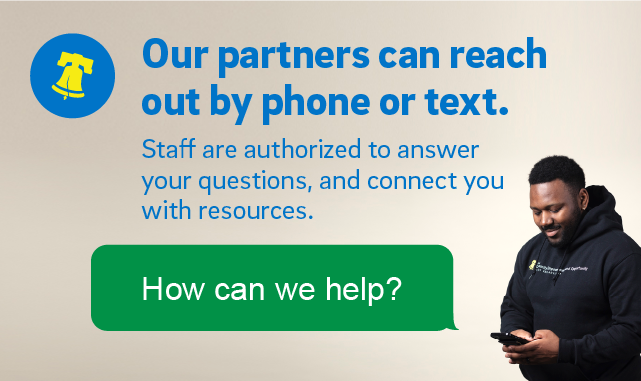 Our partners can reach
out by phone or text.
Staff are authorized to answer
your questions, and connect you
with resources.
How can we help?